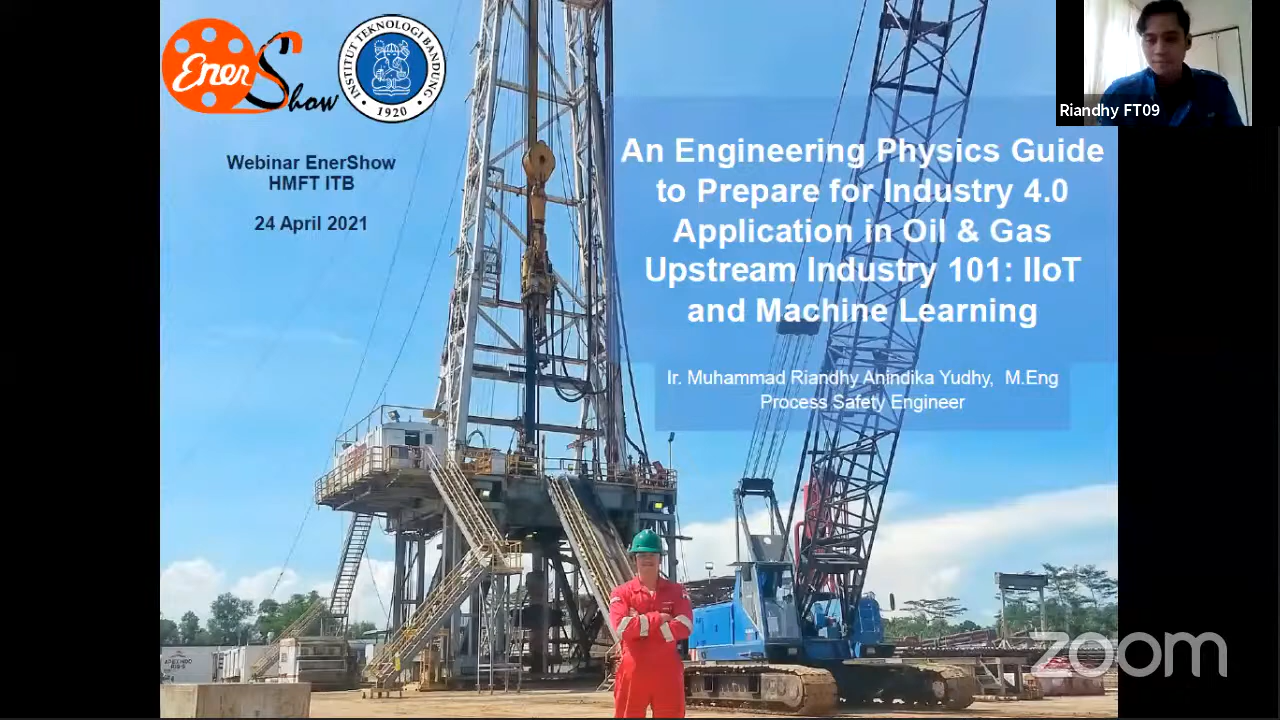 Ener Show
INSTITUT TEKNOLOGI BANDUNG
1920
Webinar EnerShow
HMFT ITB
24 April 2021
An Engineering Physics Guide
to Prepare for Industry 4.0
Application in Oil & Gas
Upstream Industry 101: IIoT
and Machine Learning
Ir. Muhammad Riandhy Anindika Yudhy, M.Eng
Process Safety Engineer
Riandhy FT09
zoom